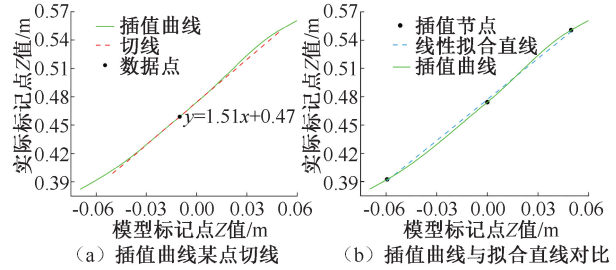 0.57
0.54
0.51
0.48
0.45
0.42
0.39
实际标记点Z值/m
插值曲线
切线
数据点
y=1.51x+0.47
-0.06 -0.03 0.00 0.03 0.06
模型标记点Z值/m
（a）插值曲线某点切线
0.57
0.54
0.51
0.48
0.45
0.42
0.39
实际标记点Z值/m
插值节点
线性拟合直线
插值曲线
-0.06 -0.03 0.00 0.03 0.06
模型标记点Z值/m
（b）插值曲线与拟合直线对比